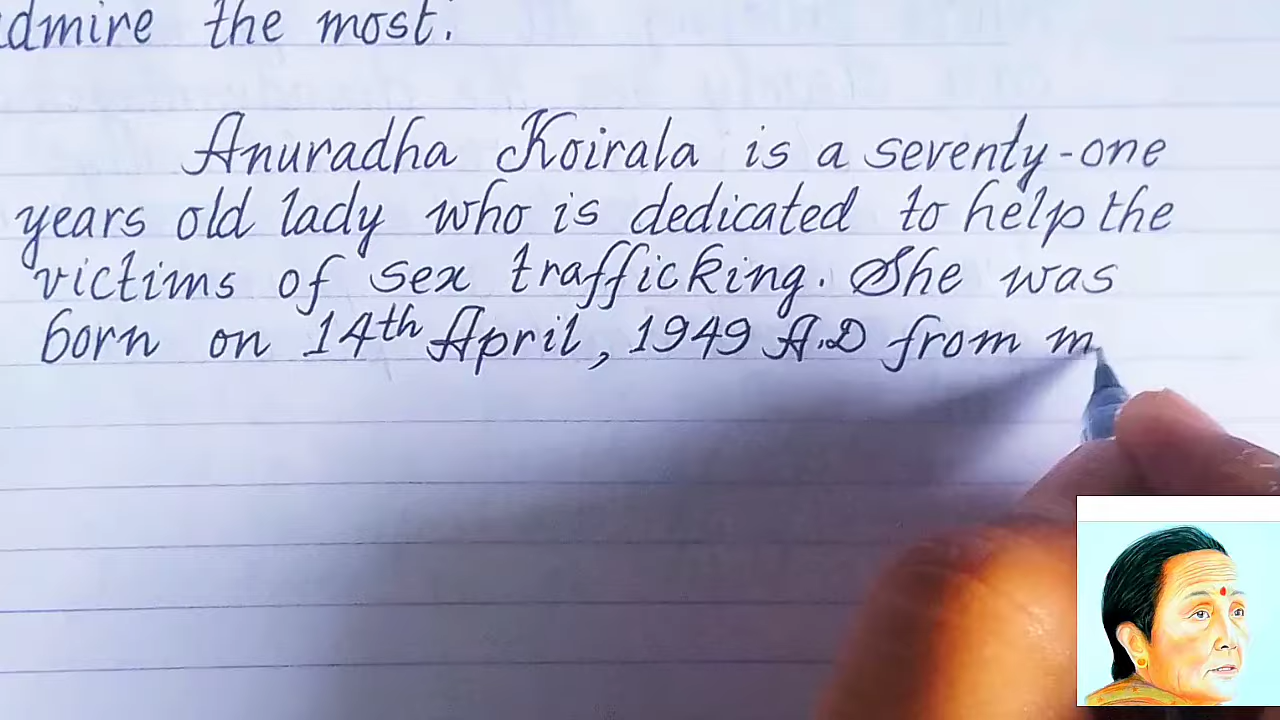 admire the most.
Anuradha Koirala is a seventy-one
years old lady who is dedicated to help the
victims of sex trafficking. She was
born on 14th April, 1949 A.D from m